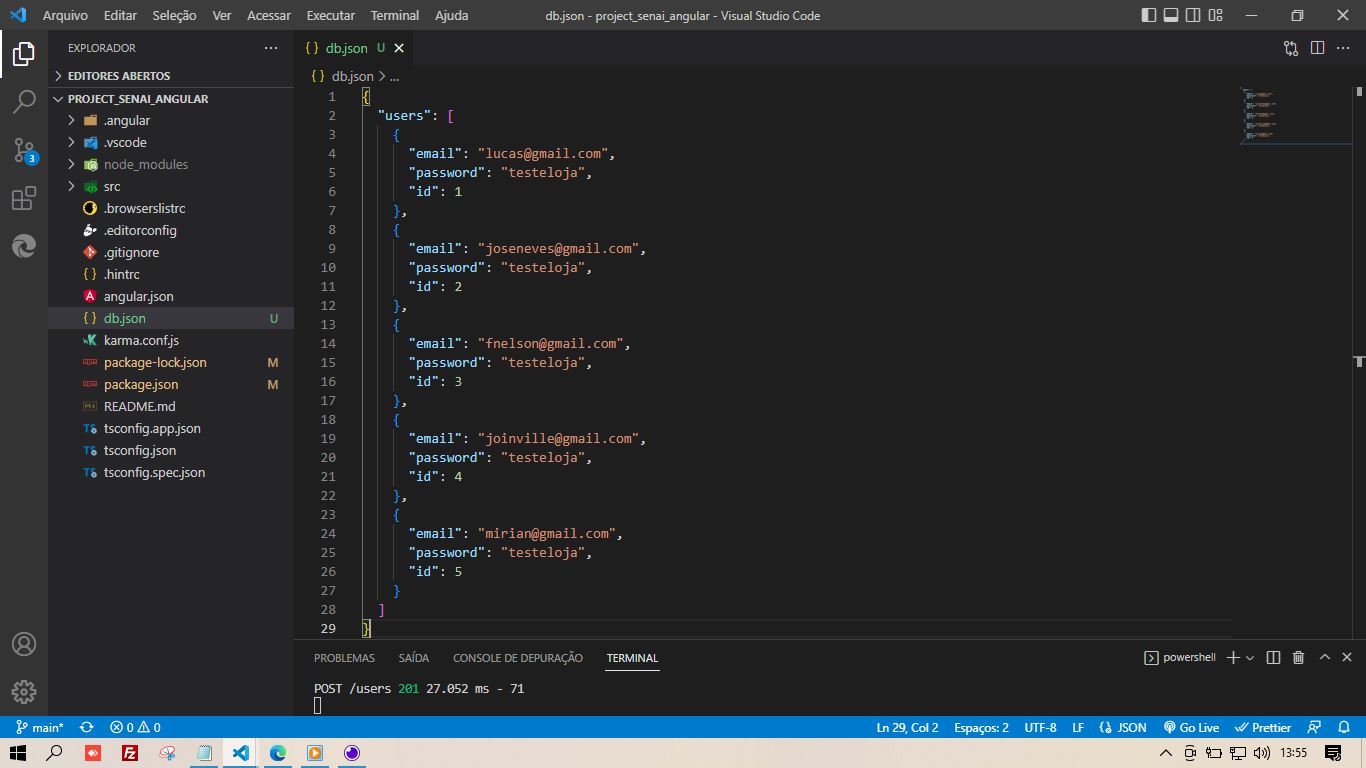 Arquivo Editar Seleção Ver Acessar Executar Terminal Ajuda db.json - project_senai_angular - Visual Studio Code
EXPLORADOR
EDITORES ABERTOS
PROJECT_SENAI_ANGULAR
.angular
.vscode
node_modules
src
.browserslistrc
.editorconfig
.gitignore
.hintrc
angular.json
db.json U
karma.conf.js
package-lock.json M
package.json M
README.md
tsconfig.app.json
tsconfig.json
tsconfig.spec.json
3
{ } db.json U
{ } db.json > ...
1 {
2 "users": [
3 {
4 "email": "lucas@gmail.com",
5 "password": "testeloja",
6 "id": 1
7 },
8 {
9 "email": "joseneves@gmail.com",
10 "password": "testeloja",
11 "id": 2
12 },
13 {
14 "email": "fnelson@gmail.com",
15 "password": "testeloja",
16 "id": 3
17 },
18 {
19 "email": "joinville@gmail.com",
20 "password": "testeloja",
21 "id": 4
22 },
23 {
24 "email": "mirian@gmail.com",
25 "password": "testeloja",
26 "id": 5
27 }
28 ]
29 }
PROBLEMAS SAÍDA CONSOLE DE DEPURAÇÃO TERMINAL powershell
POST /users 201 27.052 ms - 71
main* 0 0 Ln 29, Col 2 Espaços: 2 UTF-8 LF { } JSON Go Live Prettier
13:55